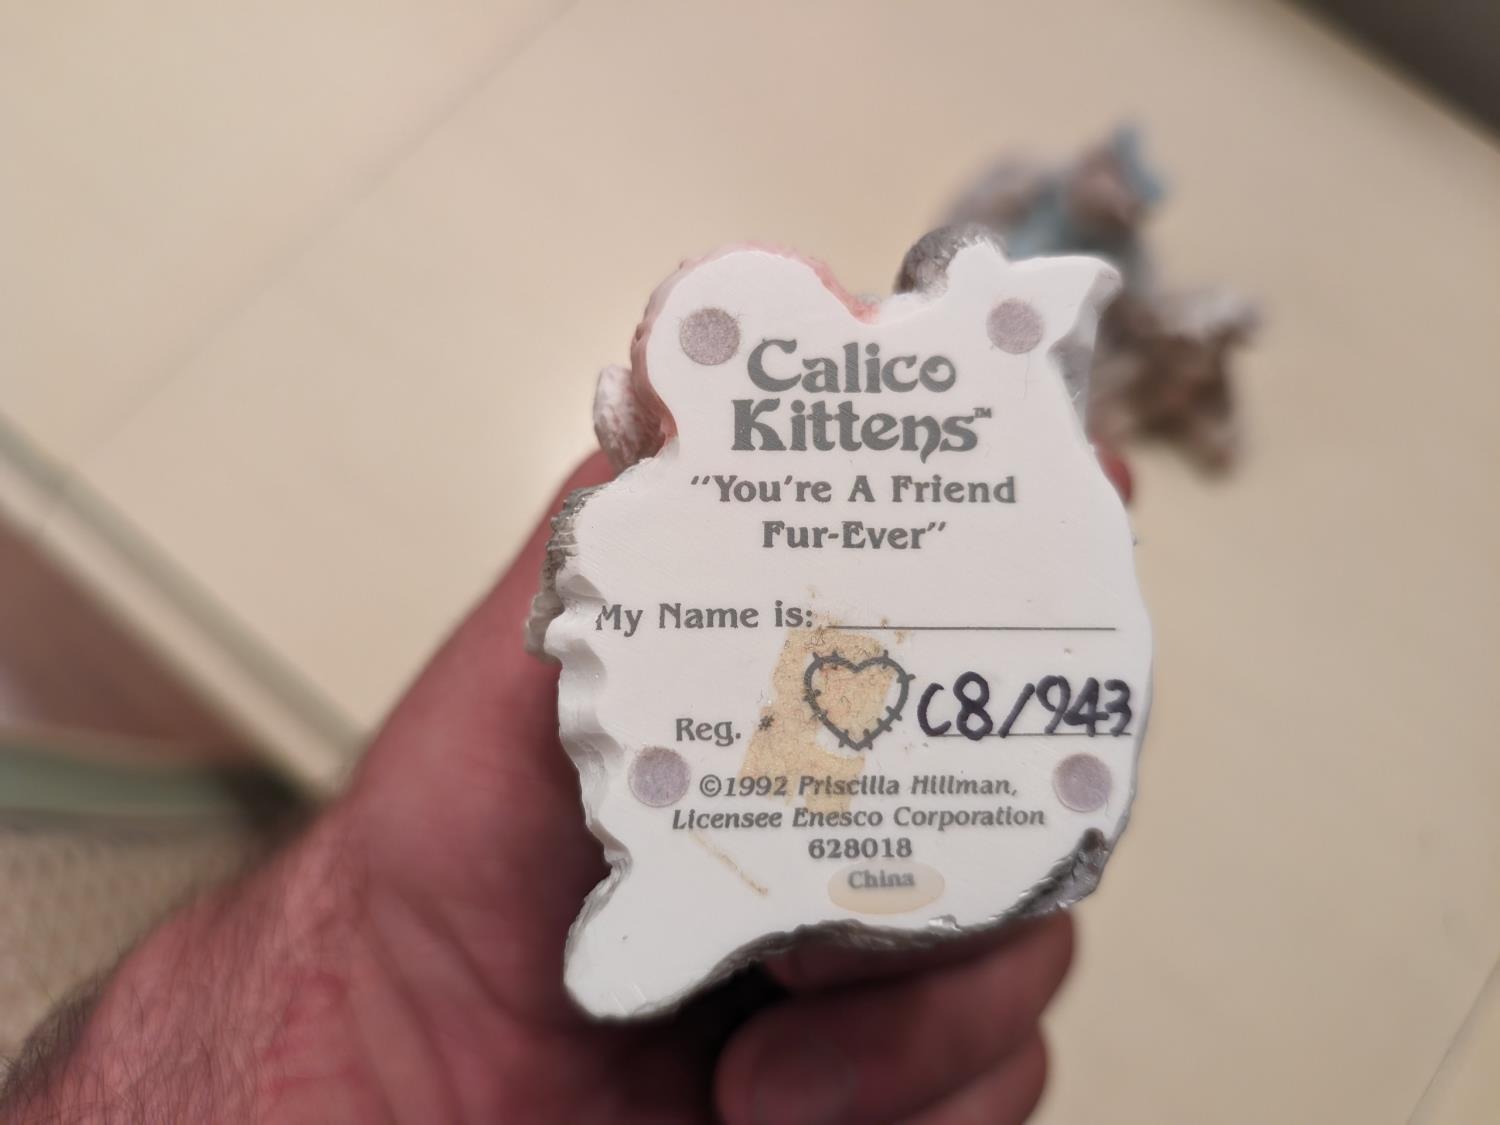 Calico
Kittens™
"You're A Friend
Fur-Ever"
My Name is:
Reg. # C8/943
©1992 Priscilla Hillman,
Licensee Enesco Corporation
628018
China